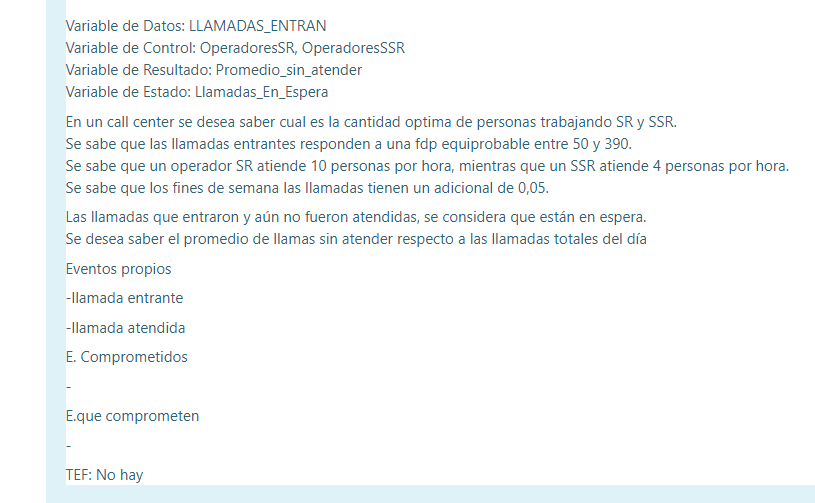 Variable de Datos: LLAMADAS_ENTRAN
Variable de Control: OperadoresSR, OperadoresSSR
Variable de Resultado: Promedio_sin_atender
Variable de Estado: Llamadas_En_Espera
En un call center se desea saber cual es la cantidad optima de personas trabajando SR y SSR.
Se sabe que las llamadas entrantes responden a una fdp equiprobable entre 50 y 390.
Se sabe que un operador SR atiende 10 personas por hora, mientras que un SSR atiende 4 personas por hora.
Se sabe que los fines de semana las llamadas tienen un adicional de 0,05.
Las llamadas que entraron y aún no fueron atendidas, se considera que están en espera.
Se desea saber el promedio de llamas sin atender respecto a las llamadas totales del día
Eventos propios
-llamada entrante
-llamada atendida
E. Comprometidos
-
E.que comprometen
-
TEF: No hay